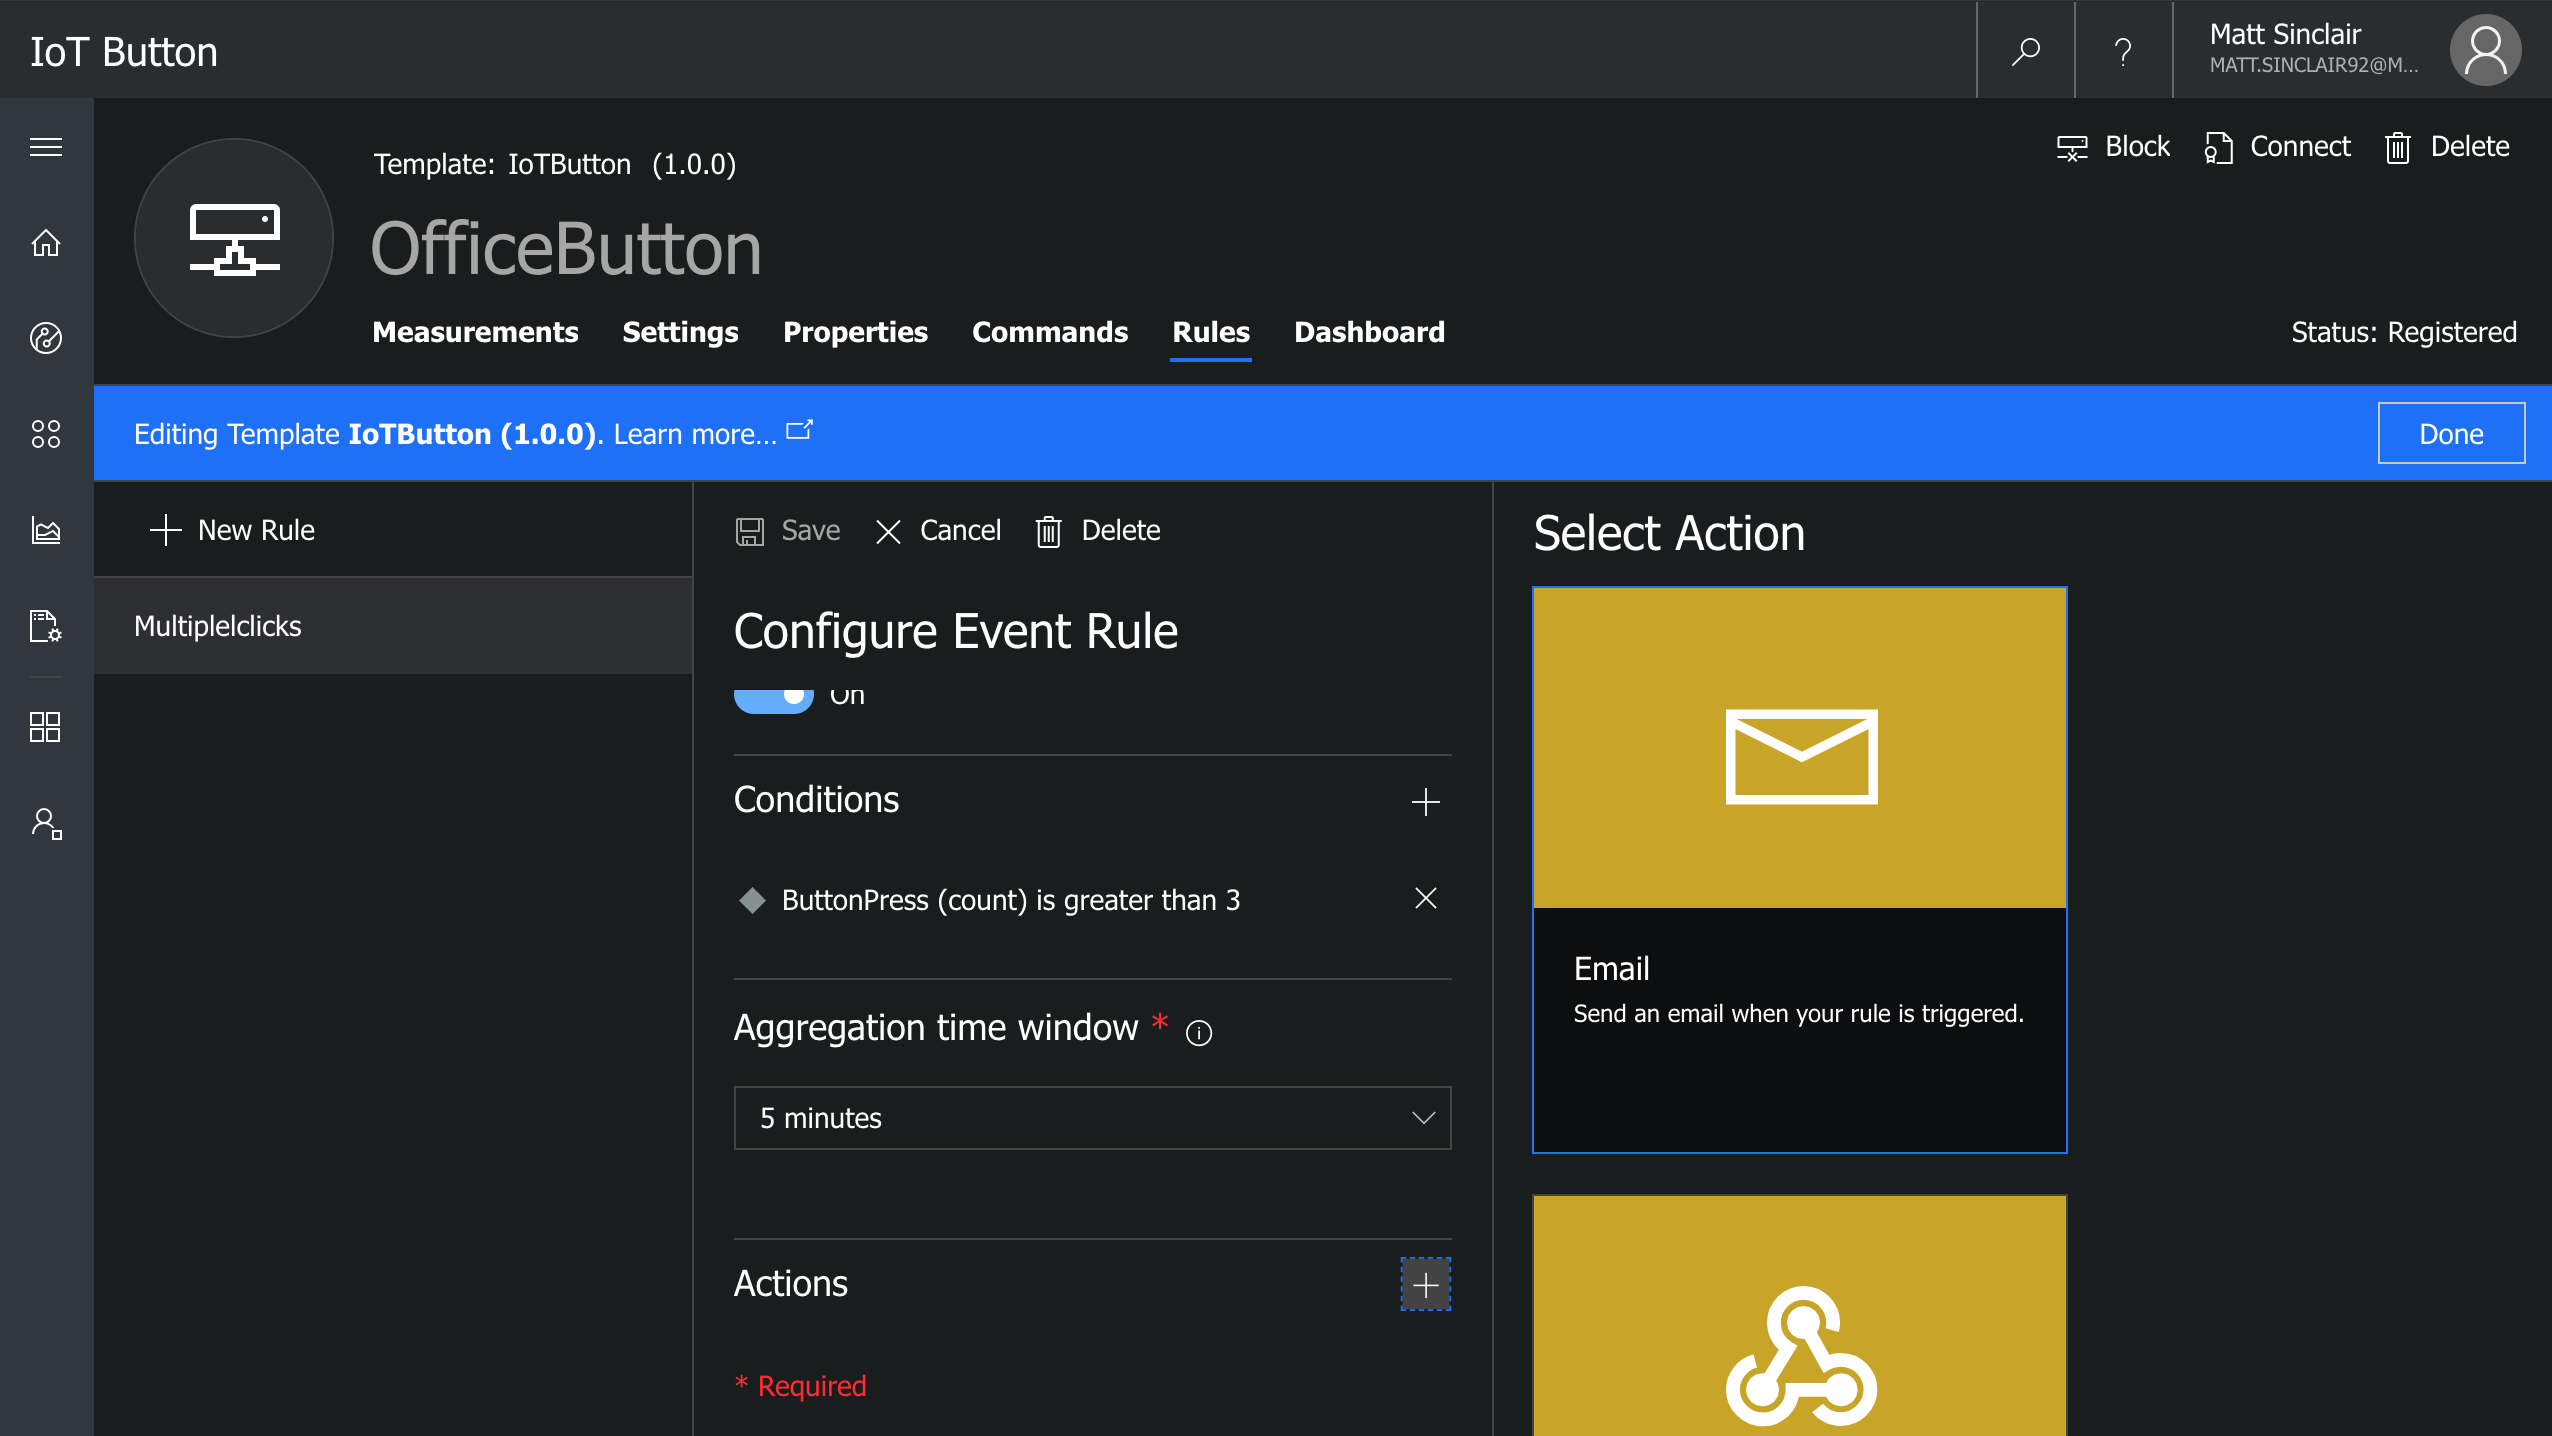 IoT Button
Matt Sinclair
MATT.SINCLAIR92@M...
Template: IoTButton (1.0.0)
Block
Connect
Delete
OfficeButton
Measurements
Settings
Properties
Commands
Rules
Dashboard
Status: Registered
Editing Template IoTButton (1.0.0). Learn more...
Done
New Rule
Multiplelclicks
Save
Cancel
Delete
Configure Event Rule
On
Conditions
ButtonPress (count) is greater than 3
Aggregation time window *
5 minutes
Actions
* Required
Select Action
Email
Send an email when your rule is triggered.